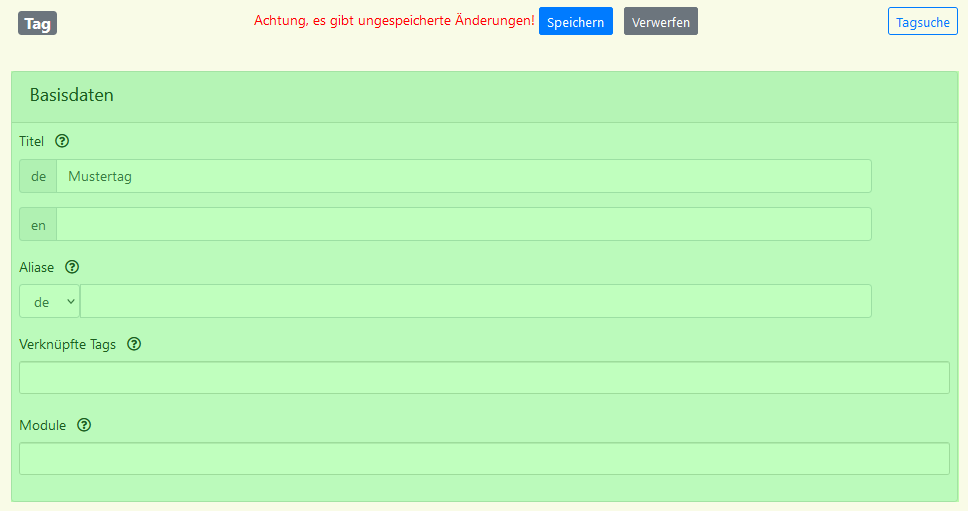 Tag
Achtung, es gibt ungespeicherte Änderungen! Speichern Verwerfen
Tagsuche
Basisdaten
Titel
de Mustertag
en
Aliase
de
Verknüpfte Tags
Module